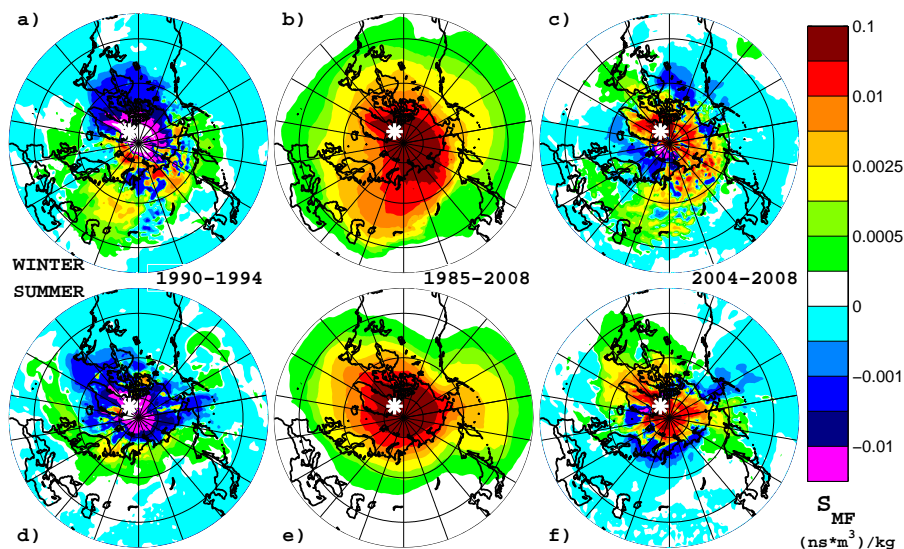 a) b) c)
0.1
0.01
0.0025
0.0005
0
−0.001
−0.01
WINTER
SUMMER
1990−1994 1985−2008 2004−2008
d) e) f)
S MF
(ns*m³)/kg